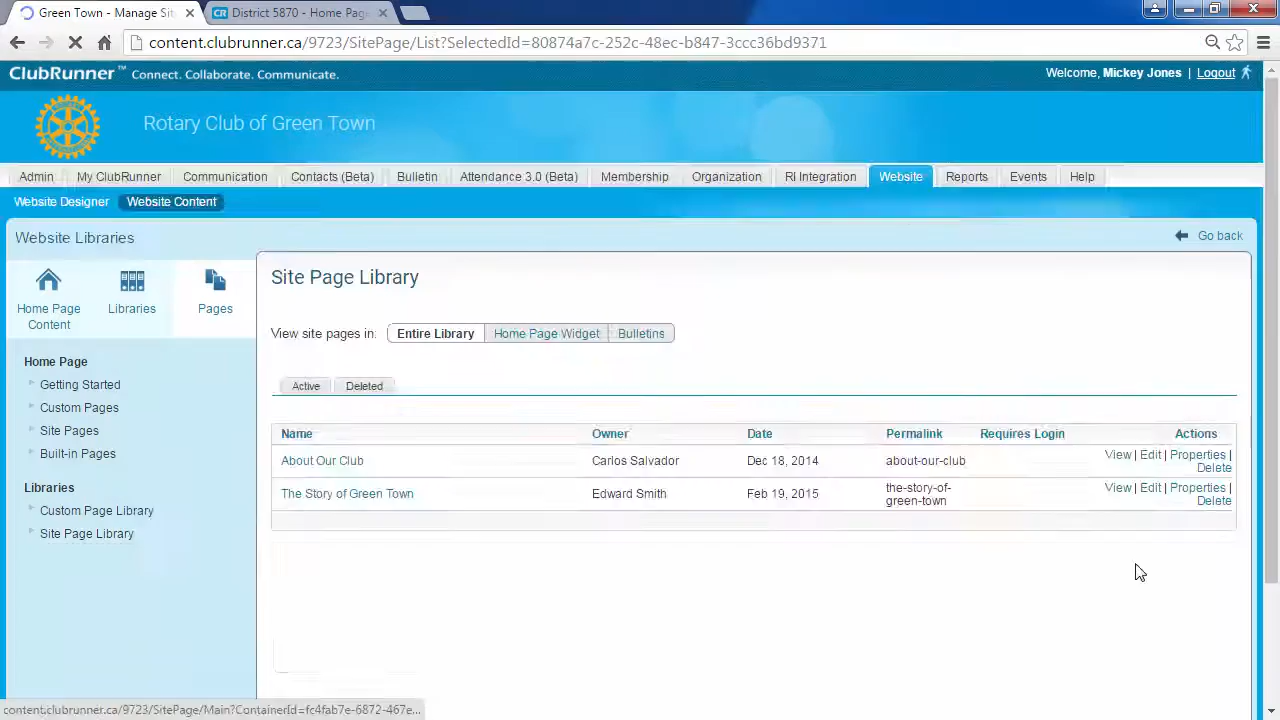 Green Town - Manage Sit
District 5870 - Home Page
content.clubrunner.ca/9723/SitePage/List?SelectedId=
ClubRunner™ Connect. Collaborate. Communicate.
Welcome, Mickey Jones | Logout
Rotary Club of Green Town
Admin My ClubRunner Communication Contacts (Beta) Bulletin Attendance 3.0 (Beta) Membership Organization RI Integration Website Reports Events Help
Website Designer Website Content
Website Libraries
Go back
Home Page Content Libraries Pages
Site Page Library
View site pages in: Entire Library Home Page Widget Bulletins
Home Page
Getting Started
Custom Pages
Site Pages
Built-in Pages
Libraries
Custom Page Library
Site Page Library
Active Deleted
Name Owner Date Permalink Requires Login Actions
About Our Club Carlos Salvador Dec 18, 2014 about-our-club View | Edit | Properties |
Delete
The Story of Green Town Edward Smith Feb 19, 2015 the-story-of-green-town View | Edit | Properties |
Delete
content.clubrunner.ca/9723/SitePage/Main?ContainerId=fc4fab7e-6872-467e...